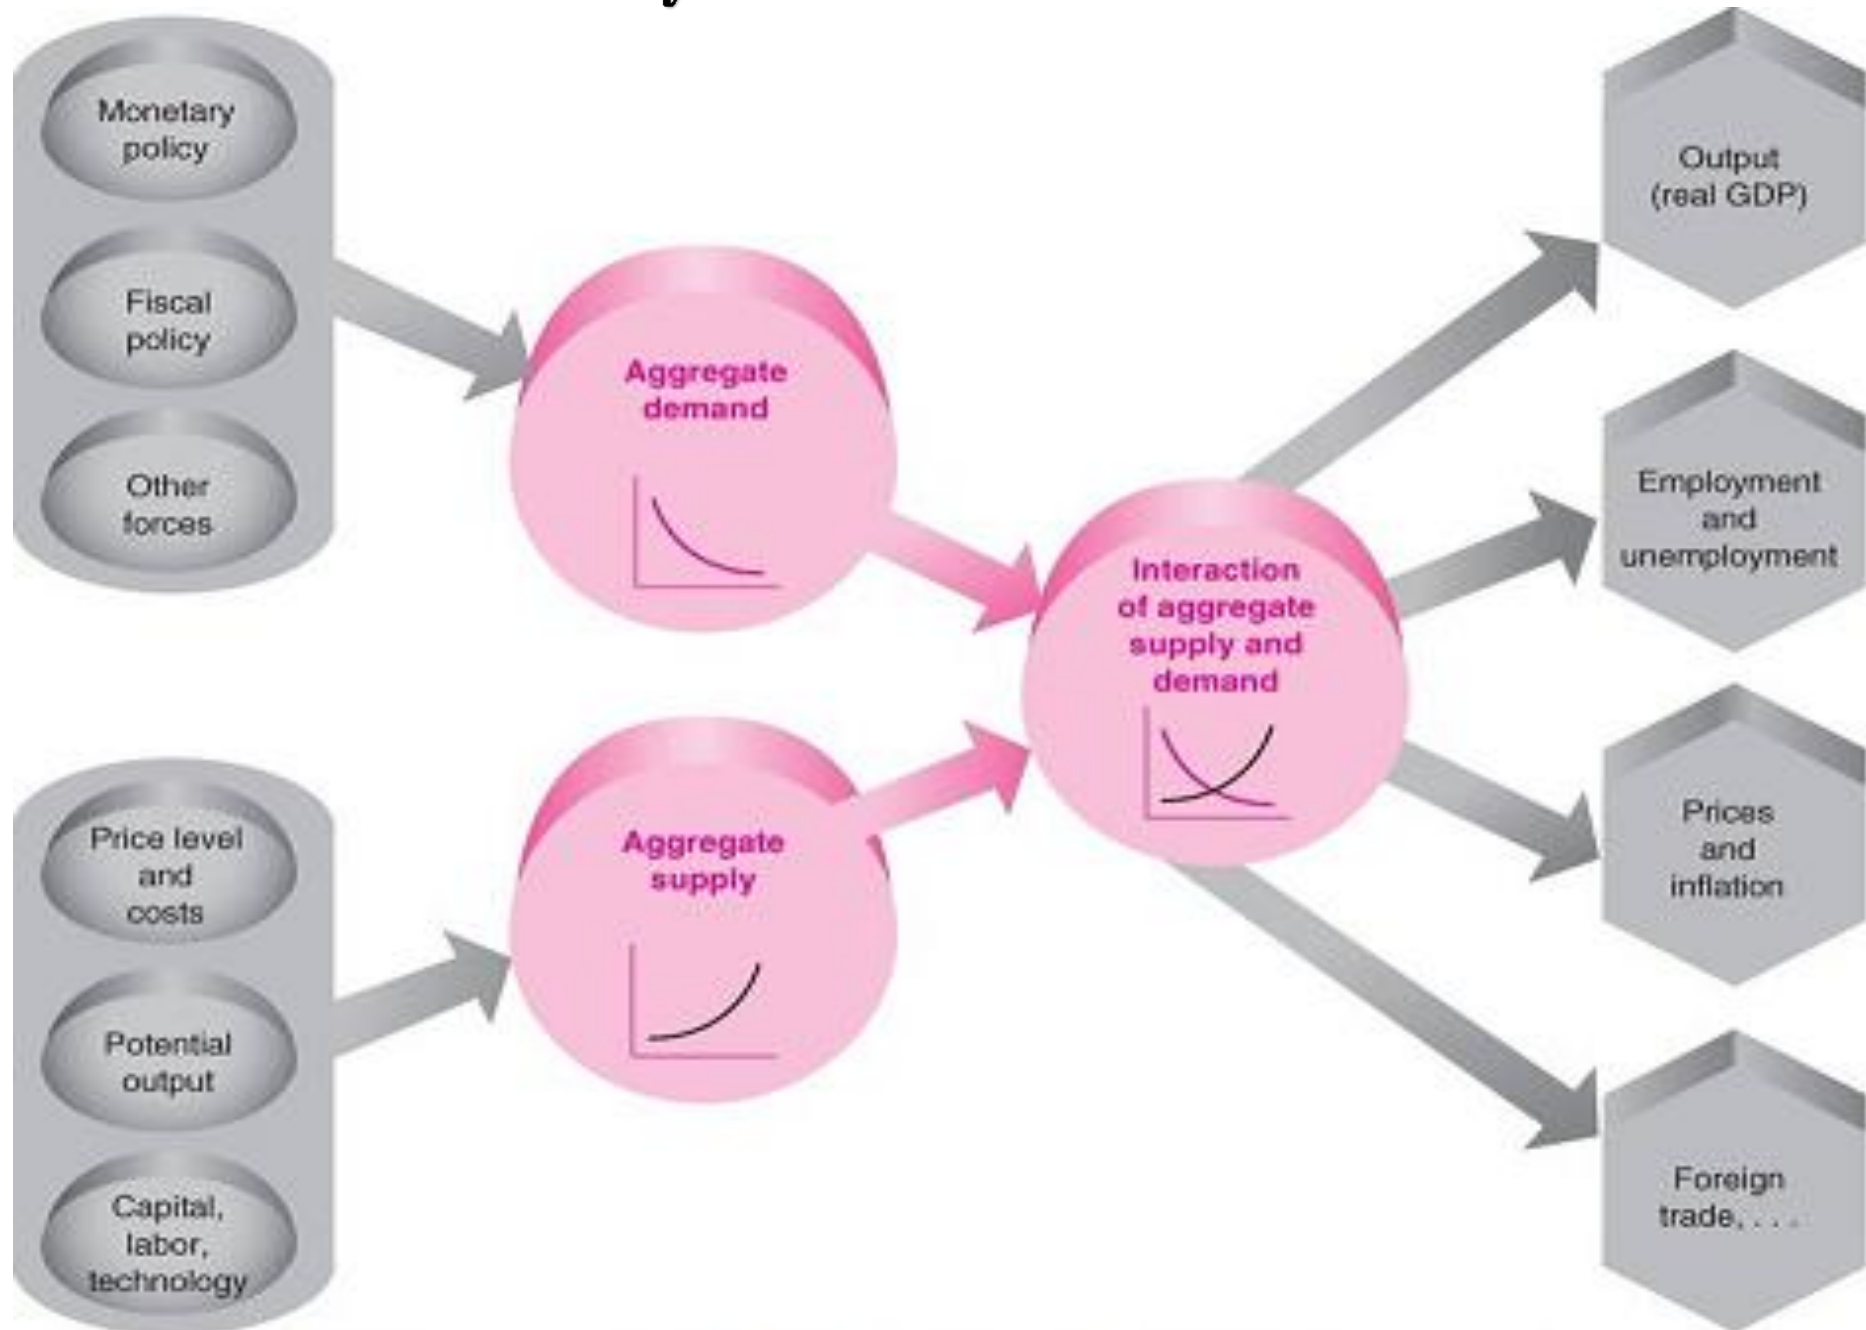 Monetary
policy
Fiscal
policy
Other
forces
Aggregate
demand
Price level
and
costs
Potential
output
Capital,
labor,
technology
Aggregate
supply
Interaction
of aggregate
supply and
demand
Output
(real GDP)
Employment
and
unemployment
Prices
and
inflation
Foreign
trade, . . .